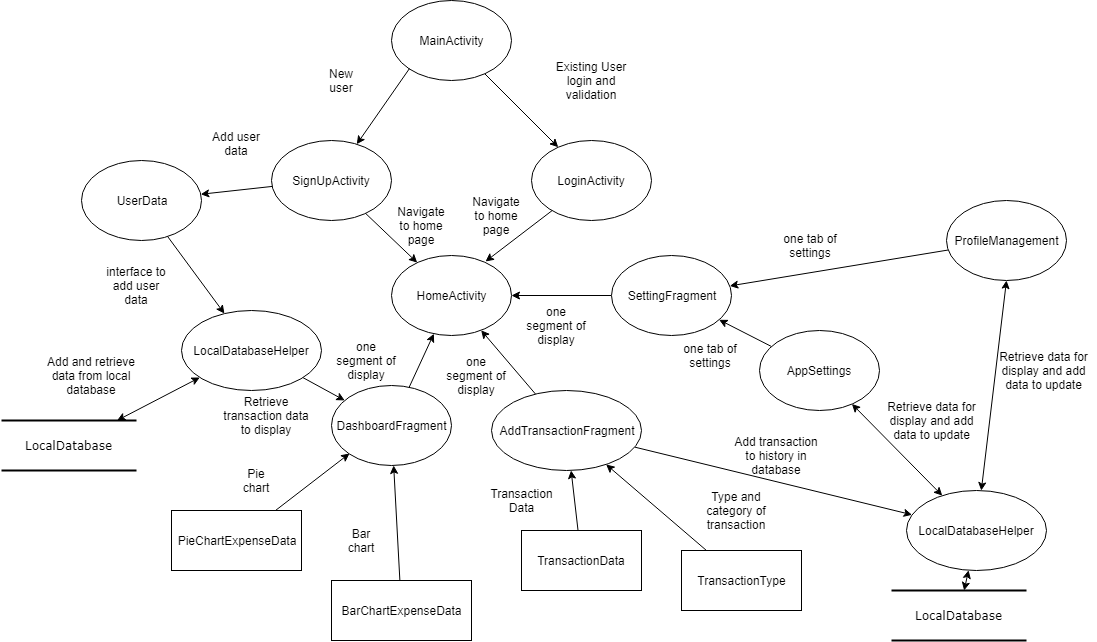 MainActivity
New
user
Existing User
login and
validation
Add user
data
SignUpActivity
LoginActivity
UserData
Navigate
to home
page
Navigate
to home
page
ProfileManagement
one tab of
settings
interface to
add user
data
HomeActivity
SettingFragment
one
segment of
display
LocalDatabaseHelper
one
segment of
display
one
segment of
display
one tab of
settings
AppSettings
Retrieve data for
display and add
data to update
Add and retrieve
data from local
database
Retrieve
transaction data
to display
Retrieve data for
display and add
data to update
LocalDatabase
DashboardFragment
AddTransactionFragment
Add transaction
to history in
database
Pie
chart
Transaction
Data
Type and
category of
transaction
PieChartExpenseData
Bar
chart
LocalDatabaseHelper
TransactionData
TransactionType
BarChartExpenseData
LocalDatabase